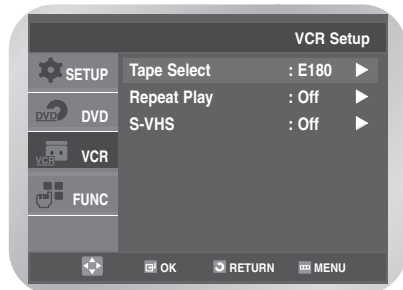 VCR Setup
SETUP
Tape Select : E180
Repeat Play : Off
DVD DVD
S-VHS : Off
VCR VCR
FUNC
OK RETURN MENU